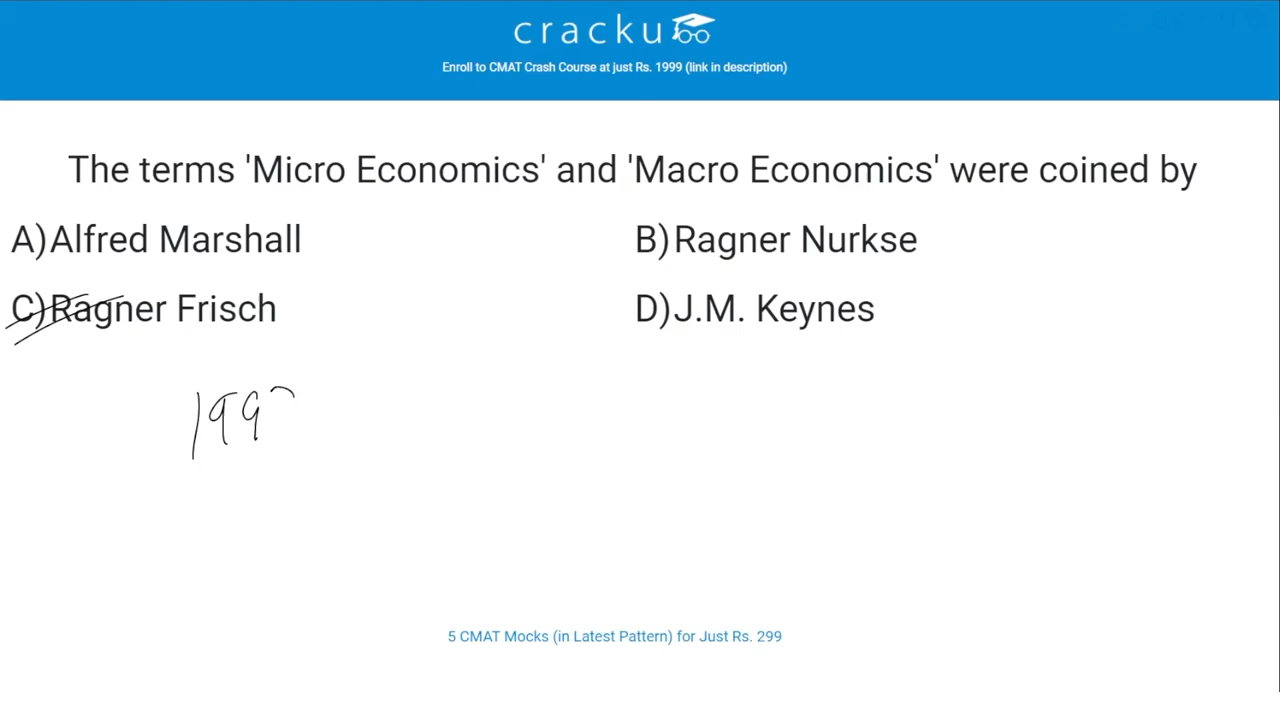 cracku
Enroll to CMAT Crash Course at just Rs. 1999 (link in description)
The terms 'Micro Economics' and 'Macro Economics' were coined by
A)Alfred Marshall
B)Ragner Nurkse
C)Ragner Frisch
D)J.M. Keynes
5 CMAT Mocks (in Latest Pattern) for Just Rs. 299